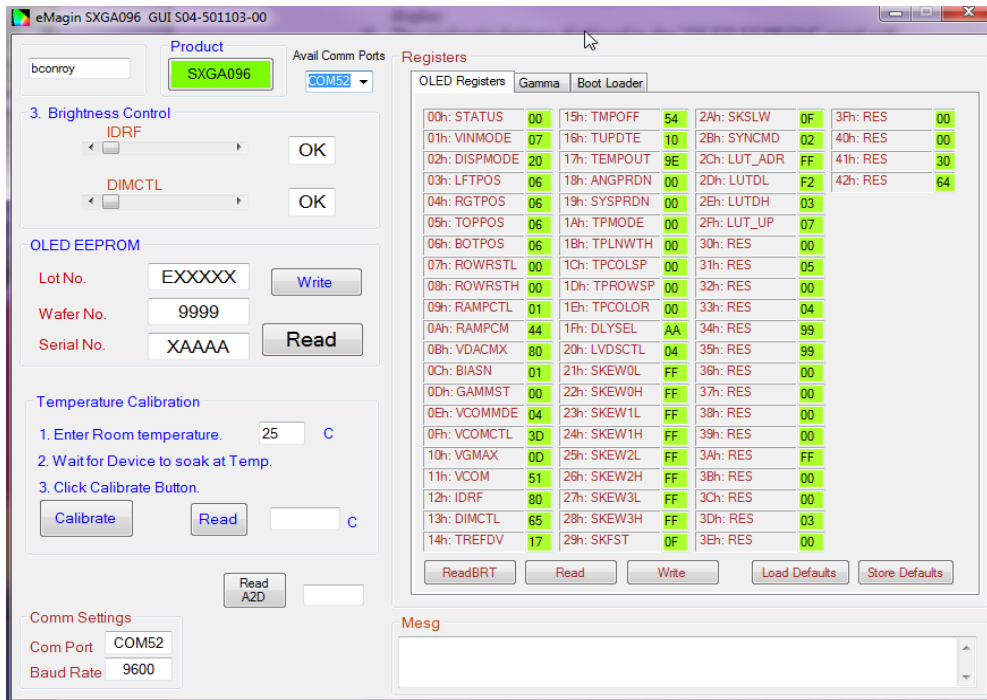 eMagin SXGA096 GUI S04-501103-00
bconroy
Product
SXGA096
Avail Comm Ports
COM52
3. Brightness Control
IDRF
OK
DIMCTL
OK
OLED EEPROM
Lot No. EXXXXX Write
Wafer No. 9999
Serial No. XAAAA Read
Temperature Calibration
1. Enter Room temperature. 25 C
2. Wait for Device to soak at Temp.
3. Click Calibrate Button.
Calibrate Read C
Read
A2D
Comm Settings
Com Port COM52
Baud Rate 9600
Registers
OLED Registers Gamma Boot Loader
00h: STATUS 00 15h: TMPOFF 54 2Ah: SKSLW 0F 3Fh: RES 00
01h: VINMODE 07 16h: TUPDTE 10 2Bh: SYNCMD 02 40h: RES 00
02h: DISPMODE 20 17h: TEMPOUT 9E 2Ch: LUT_ADR FF 41h: RES 30
03h: LFTPOS 06 18h: ANGPRDN 00 2Dh: LUTDL F2 42h: RES 64
04h: RGTPOS 06 19h: SYSPRDN 00 2Eh: LUTDH 03
05h: TOPPOS 06 1Ah: TPMODE 00 2Fh: LUT_UP 07
06h: BOTPOS 06 1Bh: TPLNWTH 00 30h: RES 00
07h: ROWRSTL 00 1Ch: TPCOLSP 00 31h: RES 05
08h: ROWRSTH 00 1Dh: TPROWSP 00 32h: RES 00
09h: RAMPCTL 01 1Eh: TPCOLOR 00 33h: RES 04
0Ah: RAMPCM 44 1Fh: DLYSEL AA 34h: RES 99
0Bh: VDACMX 80 20h: LVDSCTL 04 35h: RES 99
0Ch: BIASN 01 21h: SKEW0L FF 36h: RES 00
0Dh: GAMMST 00 22h: SKEW0H FF 37h: RES 00
0Eh: VCOMMDE 04 23h: SKEW1L FF 38h: RES 00
0Fh: VCOMCTL 3D 24h: SKEW1H FF 39h: RES 00
10h: VGMAX 0D 25h: SKEW2L FF 3Ah: RES FF
11h: VCOM 51 26h: SKEW2H FF 3Bh: RES 00
12h: IDRF 80 27h: SKEW3L FF 3Ch: RES 00
13h: DIMCTL 65 28h: SKEW3H FF 3Dh: RES 03
14h: TREFDV 17 29h: SKFST 0F 3Eh: RES 00
ReadBRT Read Write Load Defaults Store Defaults
Mesg